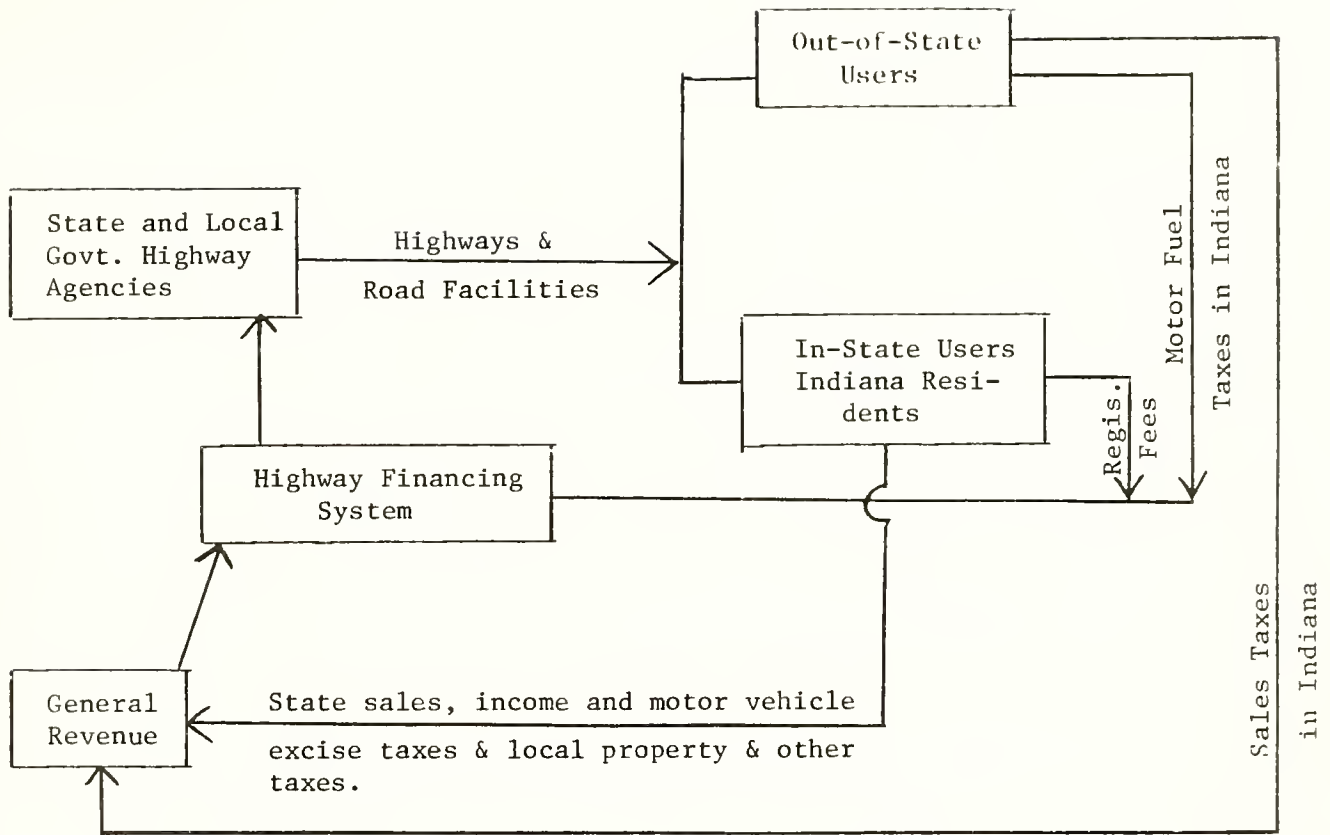 Out-of-State
Users
State and Local
Govt. Highway
Agencies
Highways &
Road Facilities
In-State Users
Indiana Resi-
dents
Regis.
Fees
Motor Fuel
Taxes in Indiana
Highway Financing
System
General
Revenue
State sales, income and motor vehicle
excise taxes & local property & other
taxes.
Sales Taxes
in Indiana